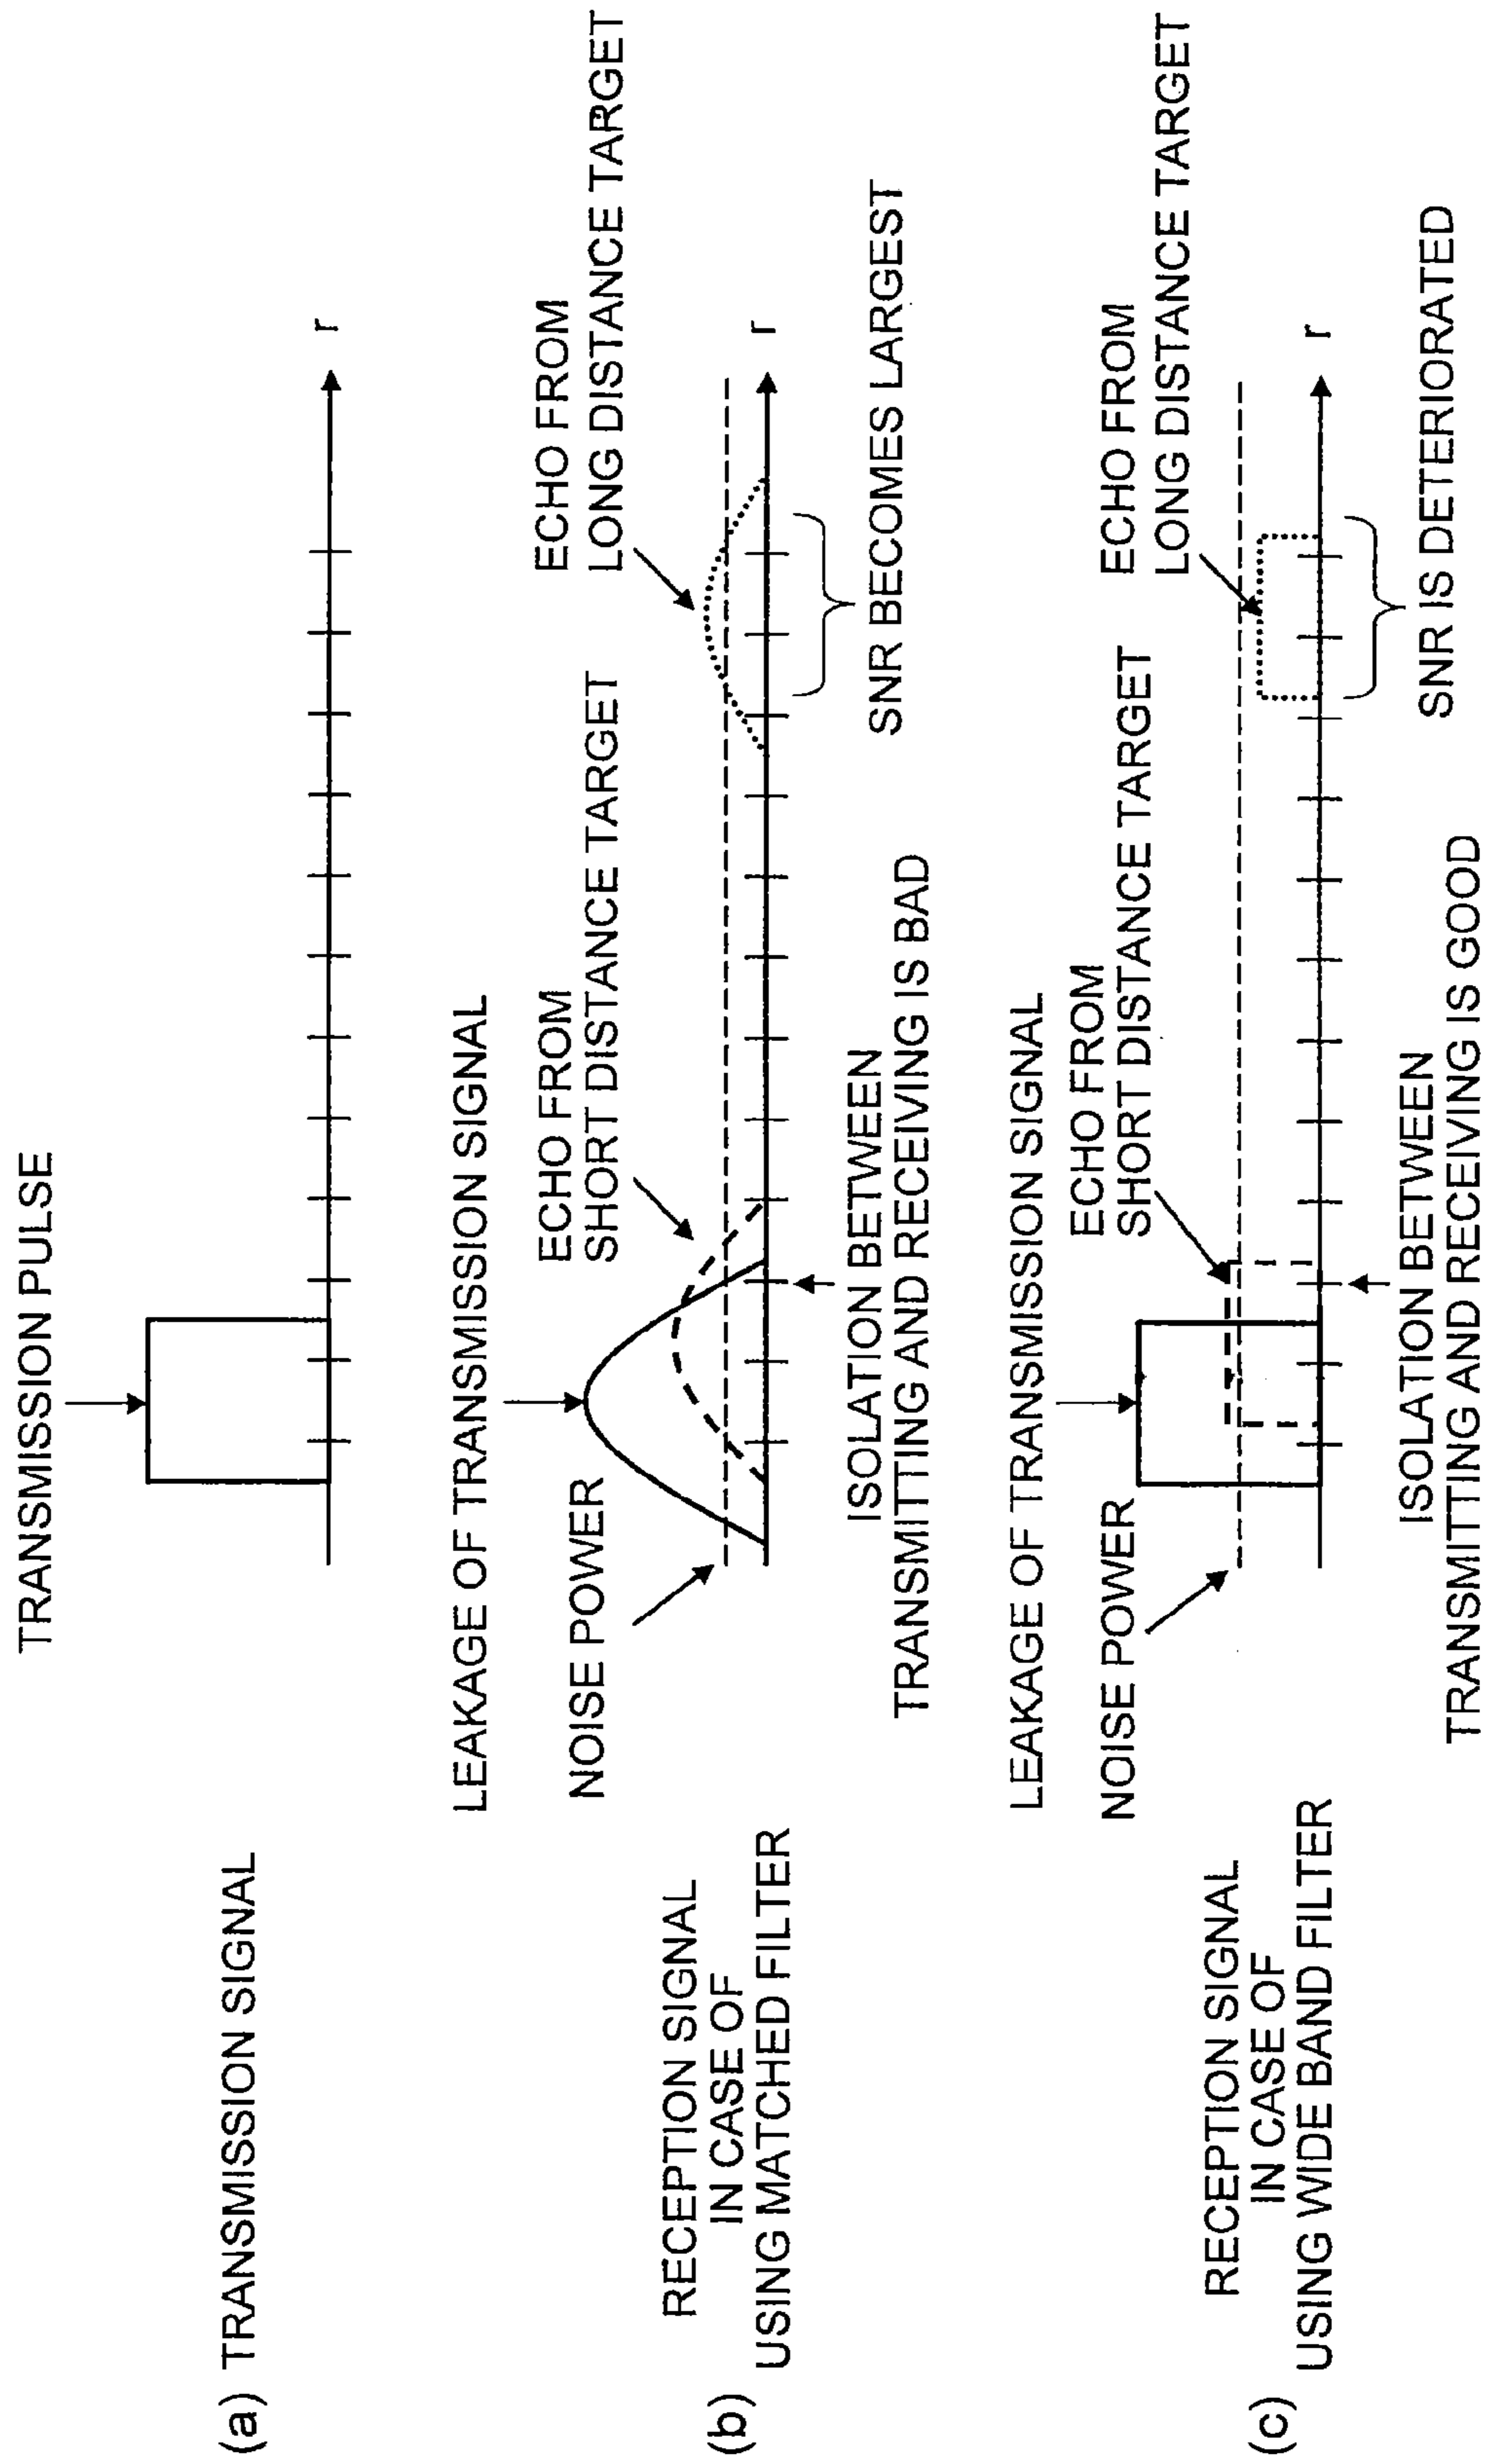 TRANSMISSION PULSE
(a) TRANSMISSION SIGNAL
r
LEAKAGE OF TRANSMISSION SIGNAL
NOISE POWER
ECHO FROM
SHORT DISTANCE TARGET
ECHO FROM
LONG DISTANCE TARGET
RECEPTION SIGNAL
IN CASE OF
(b) USING MATCHED FILTER
r
ISOLATION BETWEEN
TRANSMITTING AND RECEIVING IS BAD
SNR BECOMES LARGEST
LEAKAGE OF TRANSMISSION SIGNAL
NOISE POWER
ECHO FROM
SHORT DISTANCE TARGET
ECHO FROM
LONG DISTANCE TARGET
RECEPTION SIGNAL
IN CASE OF
(c) USING WIDE BAND FILTER
r
ISOLATION BETWEEN
TRANSMITTING AND RECEIVING IS GOOD
SNR IS DETERIORATED